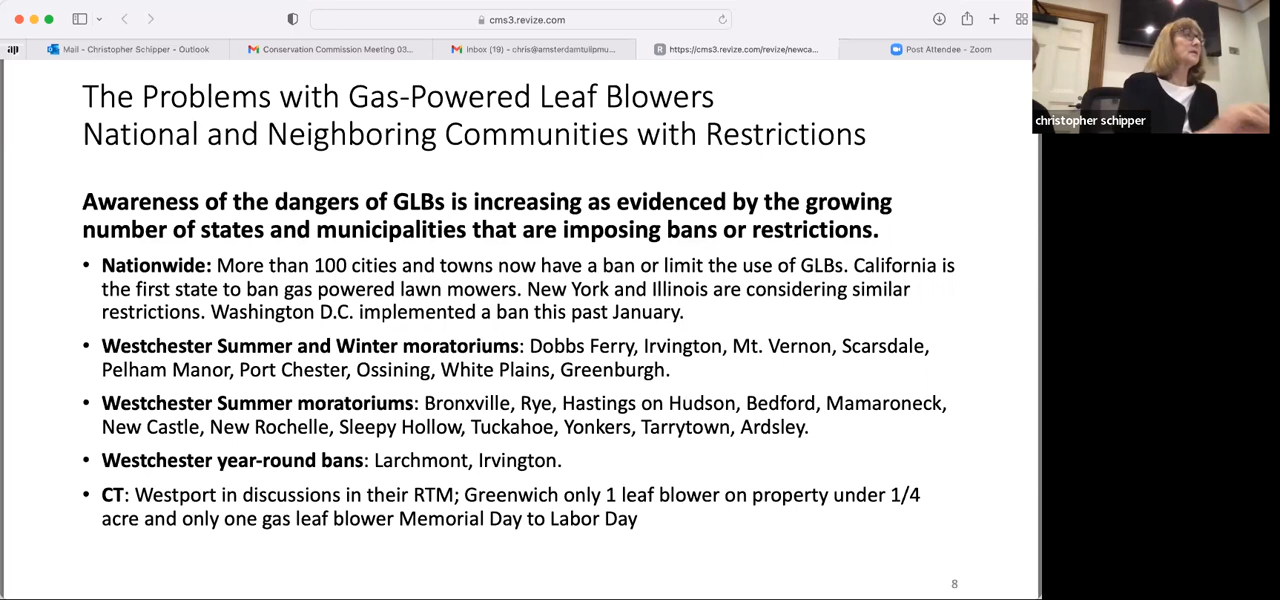 cms3.revize.com
Mail - Christopher Schipper - Outlook
Conservation Commission Meeting 03...
Inbox (19) - chris@amsterdamtulipmu...
R https://cms3.revize.com/revize/newca...
Post Attendee - Zoom
christopher schipper
The Problems with Gas-Powered Leaf Blowers
National and Neighboring Communities with Restrictions
Awareness of the dangers of GLBs is increasing as evidenced by the growing
number of states and municipalities that are imposing bans or restrictions.
• Nationwide: More than 100 cities and towns now have a ban or limit the use of GLBs. California is
the first state to ban gas powered lawn mowers. New York and Illinois are considering similar
restrictions. Washington D.C. implemented a ban this past January.
• Westchester Summer and Winter moratoriums: Dobbs Ferry, Irvington, Mt. Vernon, Scarsdale,
Pelham Manor, Port Chester, Ossining, White Plains, Greenburgh.
• Westchester Summer moratoriums: Bronxville, Rye, Hastings on Hudson, Bedford, Mamaroneck,
New Castle, New Rochelle, Sleepy Hollow, Tuckahoe, Yonkers, Tarrytown, Ardsley.
• Westchester year-round bans: Larchmont, Irvington.
• CT: Westport in discussions in their RTM; Greenwich only 1 leaf blower on property under 1/4
acre and only one gas leaf blower Memorial Day to Labor Day
8